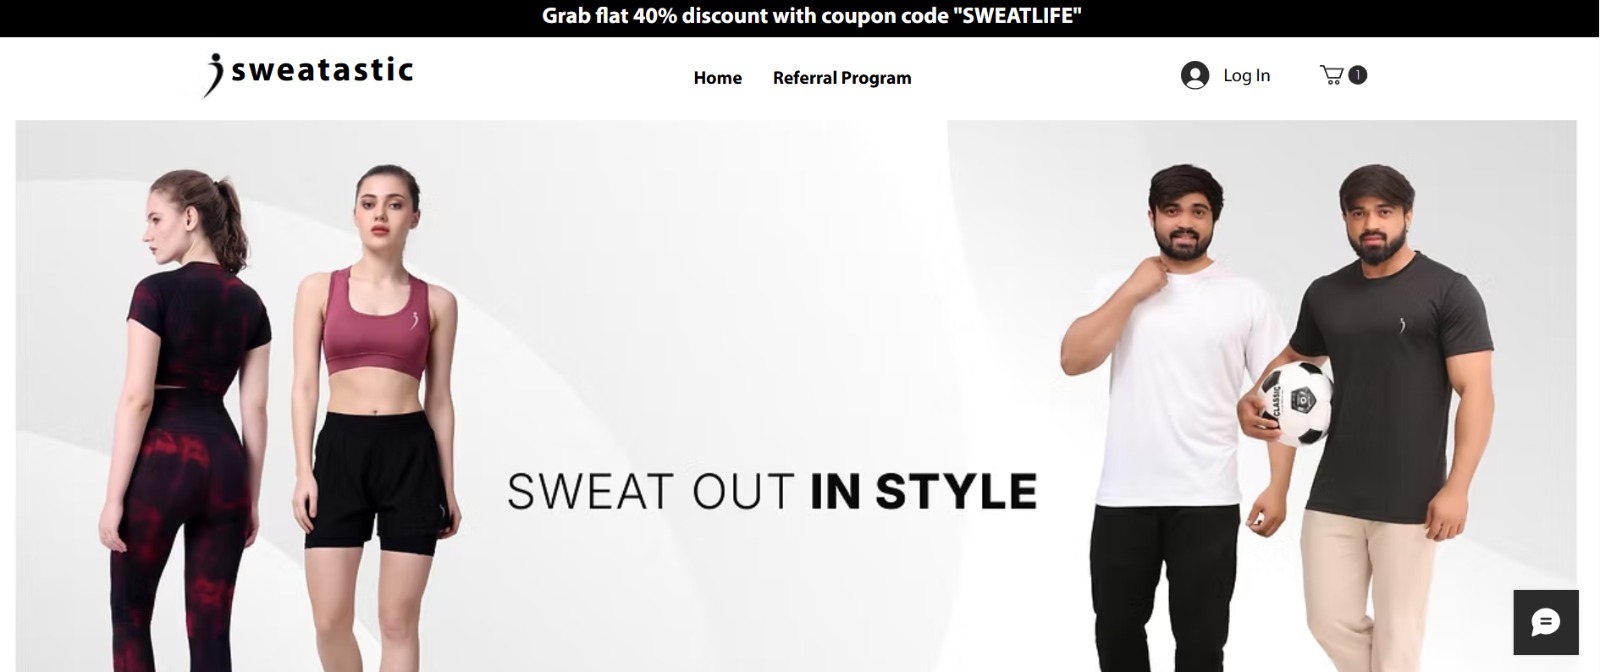 Grab flat 40% discount with coupon code "SWEATLIFE"
sweatastic
Home
Referral Program
Log In
1
SWEAT OUT IN STYLE
CLASSIC